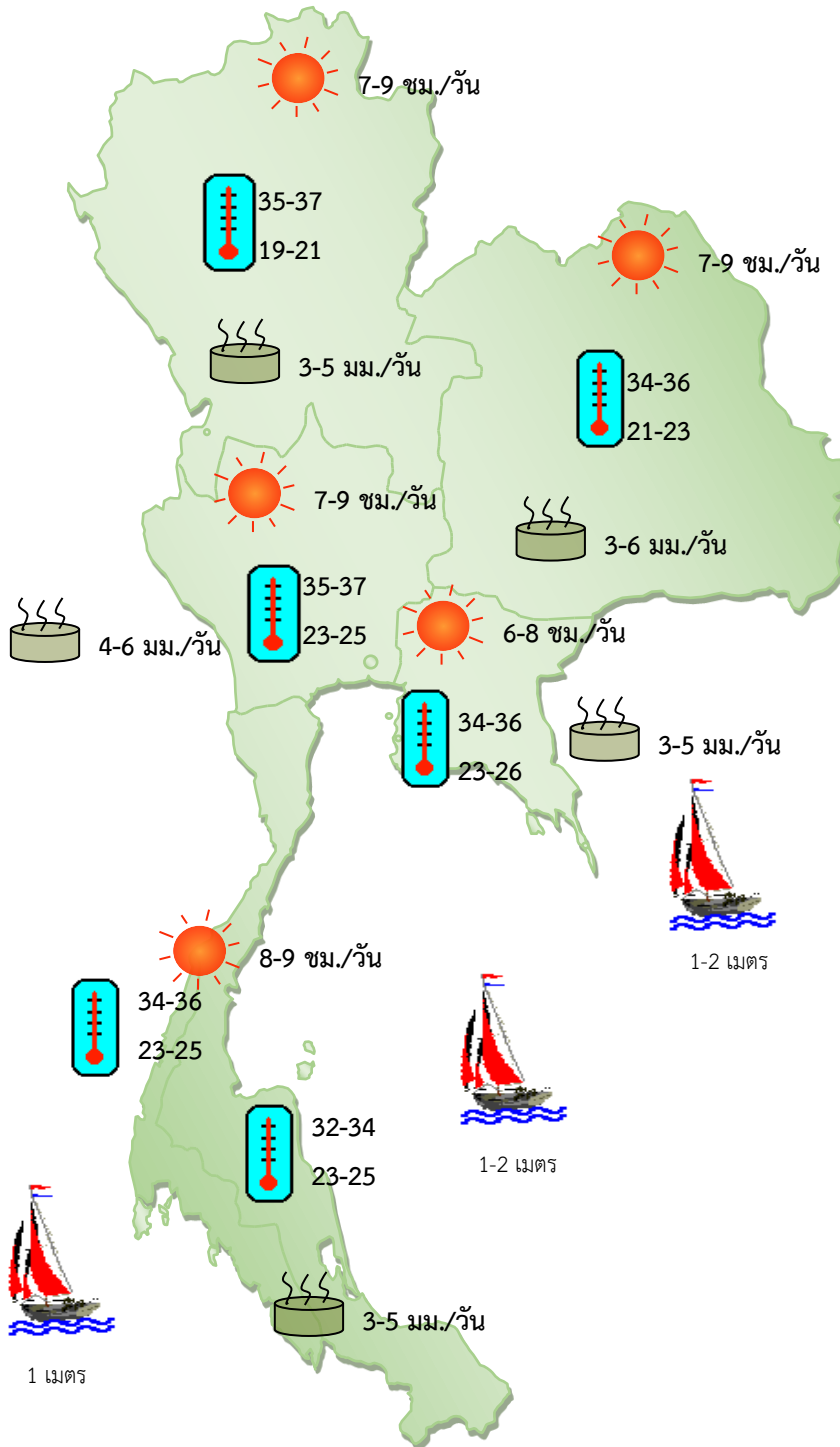 7-9 ชม./วัน
35-37
19-21
7-9 ชม./วัน
3-5 มม./วัน
34-36
21-23
7-9 ชม./วัน
3-6 มม./วัน
35-37
23-25
6-8 ชม./วัน
4-6 มม./วัน
34-36
23-26
3-5 มม./วัน
1-2 เมตร
8-9 ชม./วัน
34-36
23-25
32-34
23-25
1-2 เมตร
3-5 มม./วัน
1 เมตร